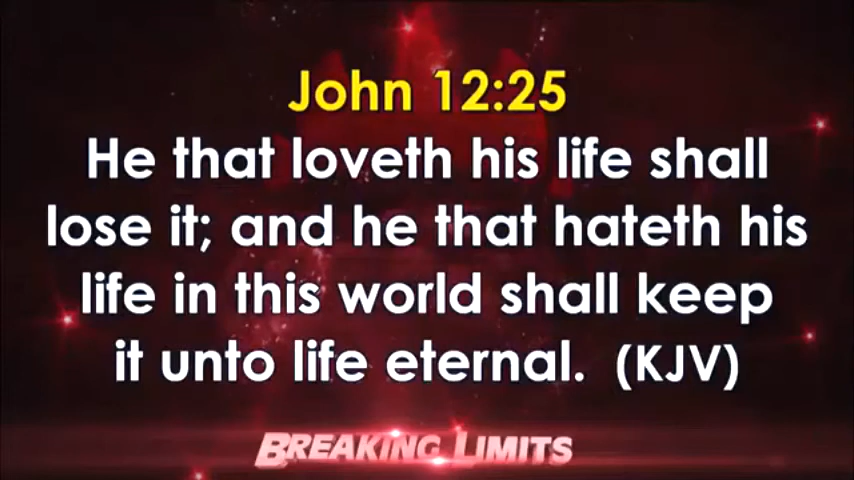 John 12:25
He that loveth his life shall
lose it; and he that hateth his
life in this world shall keep
it unto life eternal. (KJV)
BREAKING LIMITS